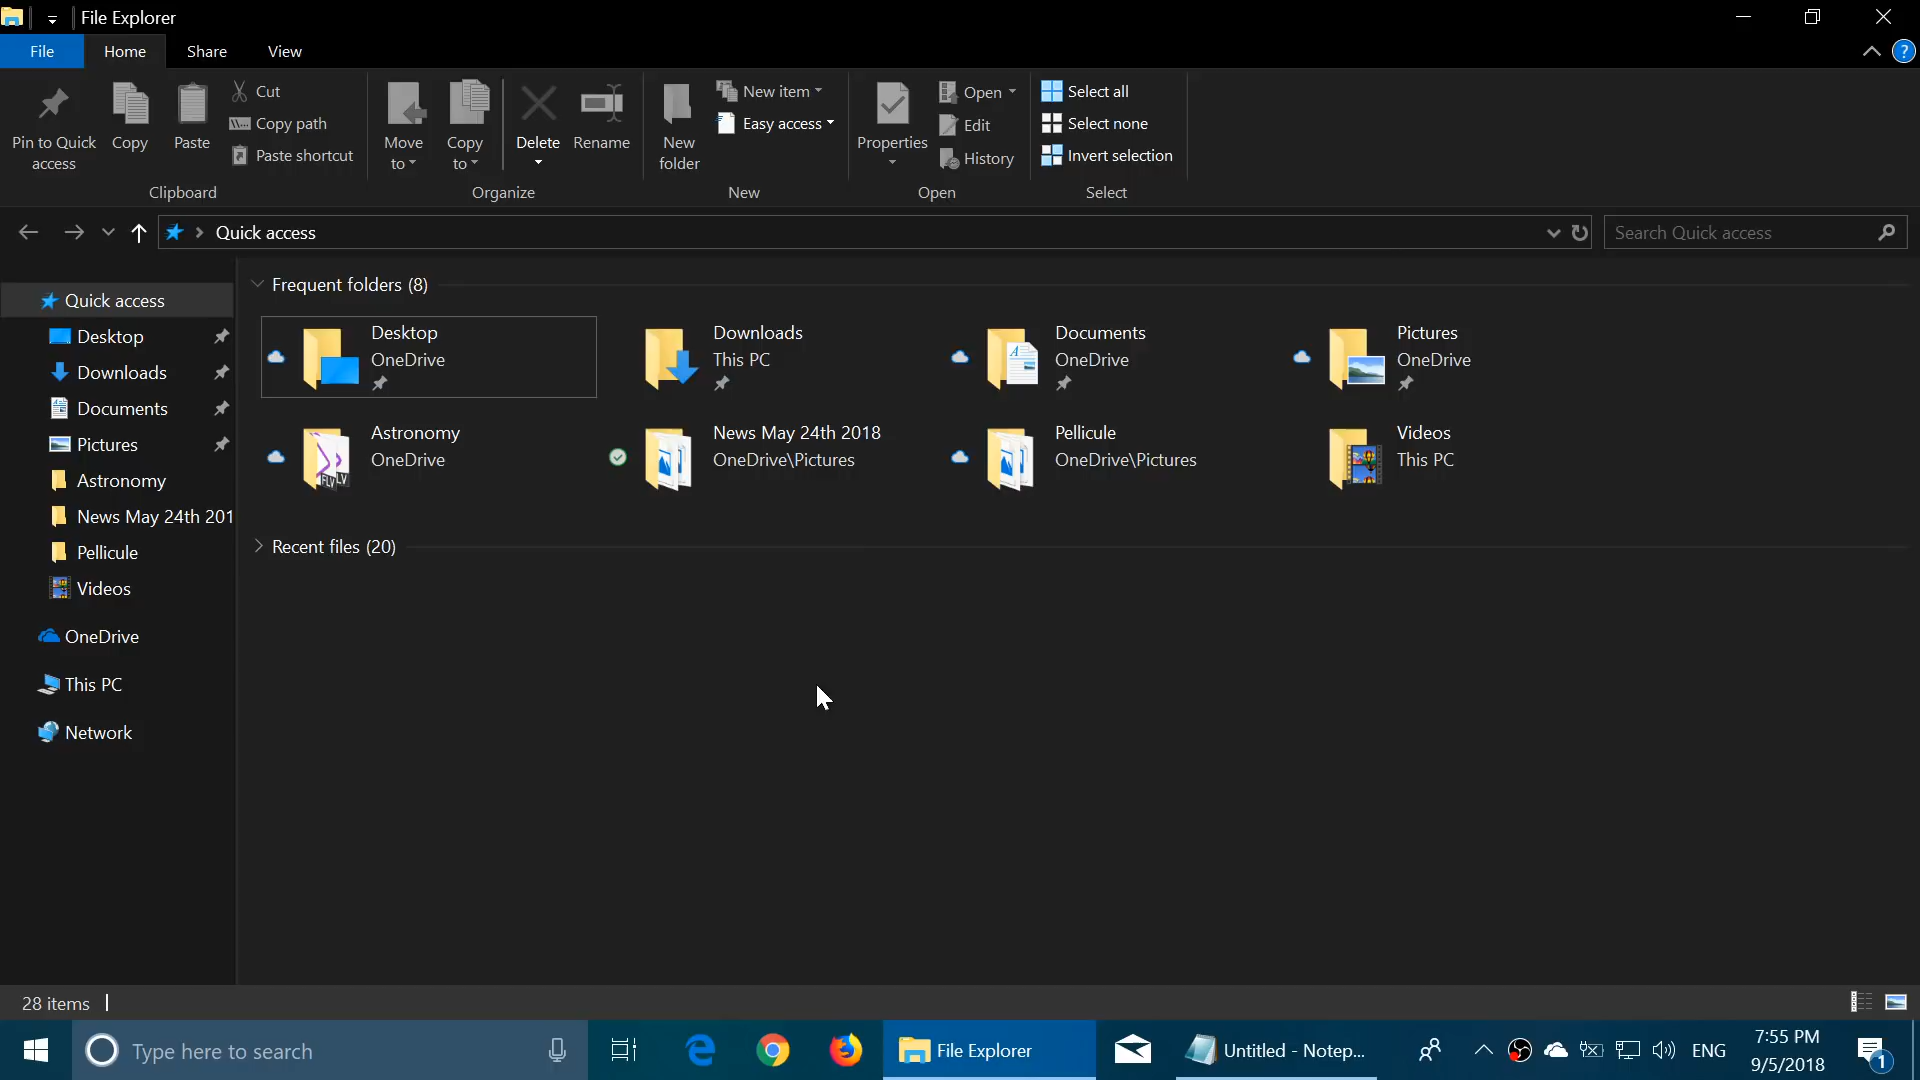 File Explorer
File Home Share View
?
Pin to Quick access
Copy
Paste
Cut
Copy path
Paste shortcut
Clipboard
Move to
Copy to
Delete
Rename
Organize
New folder
New item
Easy access
New
Properties
Open
Edit
History
Open
Select all
Select none
Invert selection
Select
Quick access
Search Quick access
Quick access
Desktop
Downloads
Documents
Pictures
Astronomy
News May 24th 201
Pellicule
Videos
OneDrive
This PC
Network
Frequent folders (8)
Desktop
OneDrive
Downloads
This PC
Documents
OneDrive
Pictures
OneDrive
Astronomy
OneDrive
News May 24th 2018
OneDrive\Pictures
Pellicule
OneDrive\Pictures
Videos
This PC
Recent files (20)
28 items
Type here to search
File Explorer
Untitled - Notep...
ENG
7:55 PM
9/5/2018
1